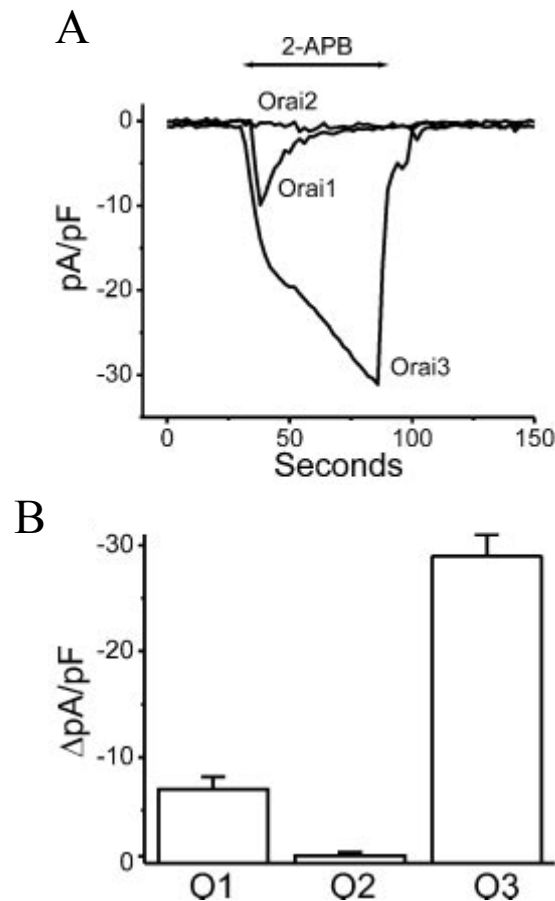 A
2-APB
Orai2
Orai1
Orai3
0
-10
-20
-30
pA/pF
0 50 100 150
Seconds
B
-30
-20
-10
0
ΔpA/pF
O1 O2 O3